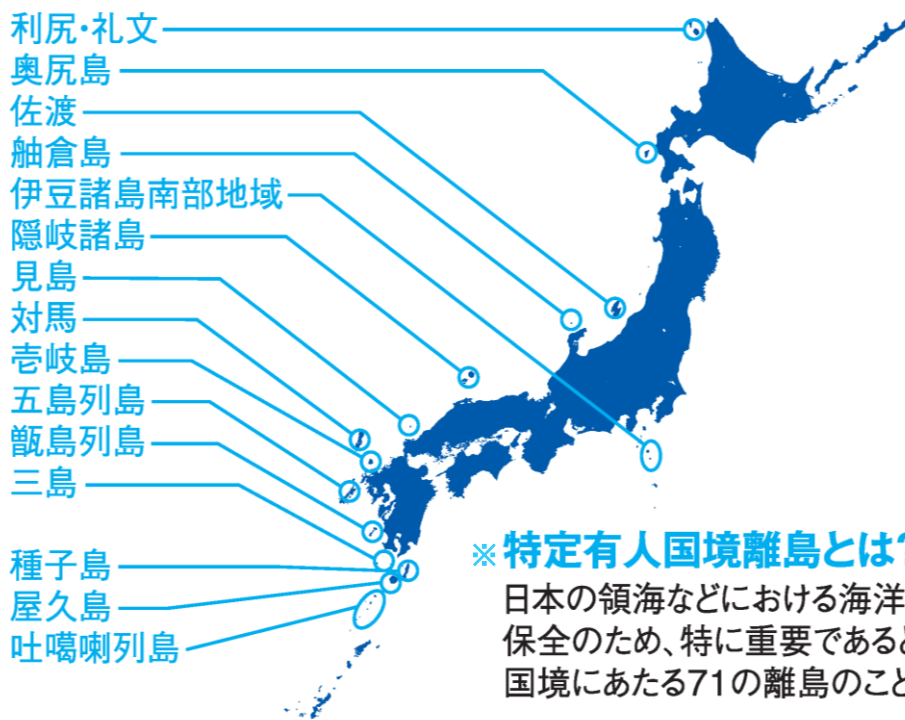 利尻・礼文
奥尻島
佐渡
舳倉島
伊豆諸島南部地域
隠岐諸島
見島
対馬
壱岐島
五島列島
甑島列島
三島
種子島
屋久島
吐噶喇列島
※特定有人国境離島とは?
日本の領海などにおける海洋
保全のため、特に重要であると
国境にあたる71の離島のこと